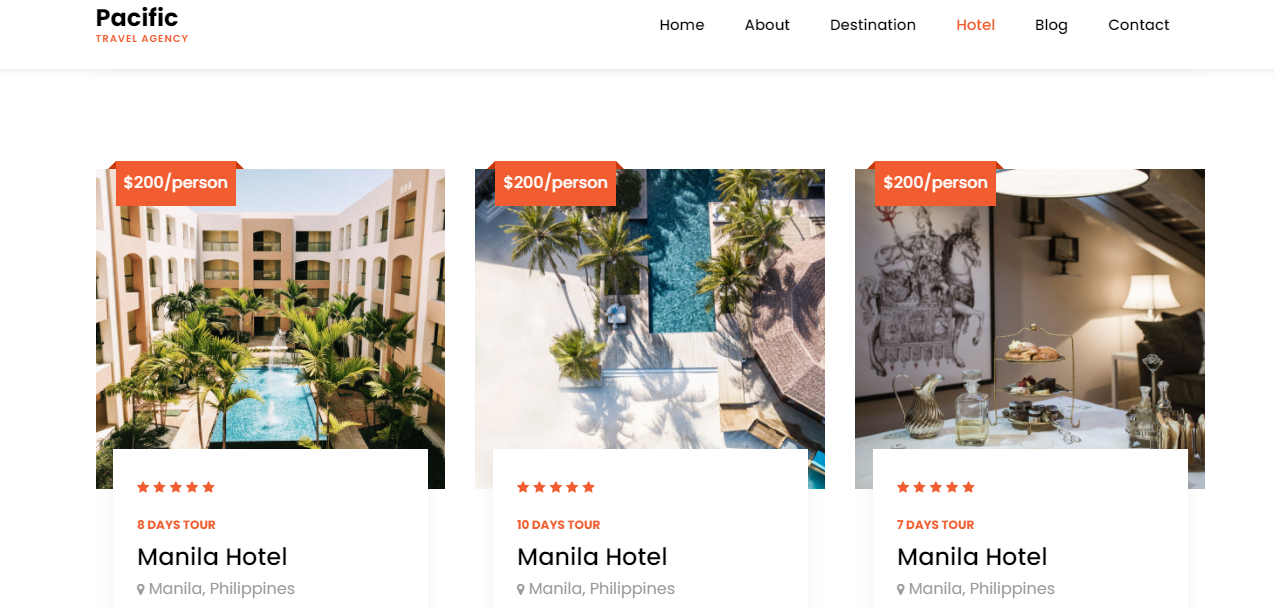 Pacific
TRAVEL AGENCY
Home About Destination Hotel Blog Contact
$200/person
$200/person
$200/person
8 DAYS TOUR
Manila Hotel
Manila, Philippines
10 DAYS TOUR
Manila Hotel
Manila, Philippines
7 DAYS TOUR
Manila Hotel
Manila, Philippines